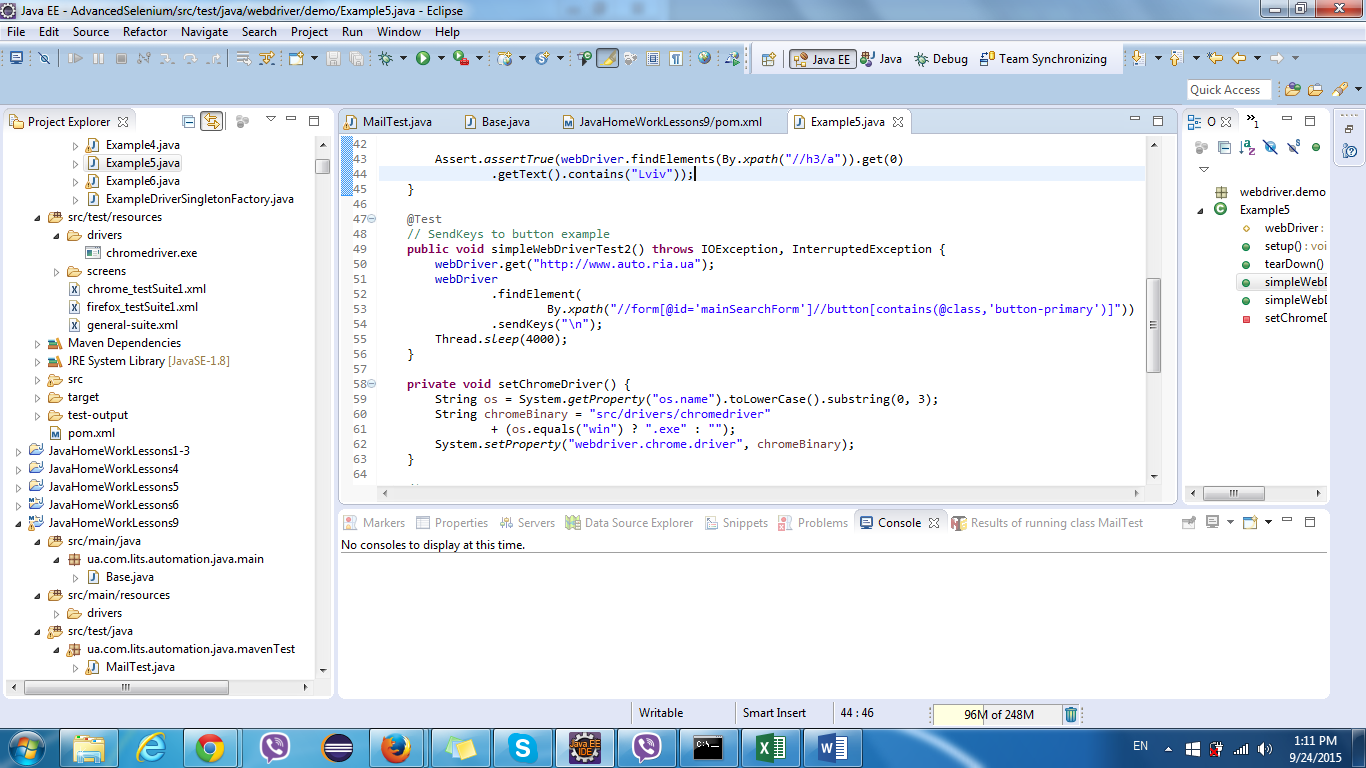 Java EE - AdvancedSelenium/src/test/java/webdriver/demo/Example5.java - Eclipse
File Edit Source Refactor Navigate Search Project Run Window Help
Java EE Java Debug Team Synchronizing
Quick Access
Project Explorer
Example4.java
Example5.java
Example6.java
ExampleDriverSingletonFactory.java
src/test/resources
drivers
chromedriver.exe
screens
chrome_testSuite1.xml
firefox_testSuite1.xml
general-suite.xml
Maven Dependencies
JRE System Library [JavaSE-1.8]
src
target
test-output
pom.xml
JavaHomeWorkLessons1-3
JavaHomeWorkLessons4
JavaHomeWorkLessons5
JavaHomeWorkLessons6
JavaHomeWorkLessons9
src/main/java
ua.com.lits.automation.java.main
Base.java
src/main/resources
drivers
src/test/java
ua.com.lits.automation.java.mavenTest
MailTest.java
MailTest.java Base.java JavaHomeWorkLessons9/pom.xml Example5.java
42
43 Assert.assertTrue(webDriver.findElements(By.xpath("//h3/a")).get(0)
44 .getText().contains("Lviv"));
45 }
46
47 @Test
48 // SendKeys to button example
49 public void simpleWebDriverTest2() throws IOException, InterruptedException {
50 webDriver.get("http://www.auto.ria.ua");
51 webDriver
52 .findElement(
53 By.xpath("//form[@id='mainSearchForm']//button[contains(@class,'button-primary')]"))
54 .sendKeys("\n");
55 Thread.sleep(4000);
56 }
57
58 private void setChromeDriver() {
59 String os = System.getProperty("os.name").toLowerCase().substring(0, 3);
60 String chromeBinary = "src/drivers/chromedriver"
61 + (os.equals("win") ? ".exe" : "");
62 System.setProperty("webdriver.chrome.driver", chromeBinary);
63 }
64
O
1
webdriver.demo
Example5
webDriver :
setup() : voi
tearDown()
simpleWebD
simpleWebD
setChromeD
Markers Properties Servers Data Source Explorer Snippets Problems Console Results of running class MailTest
No consoles to display at this time.
Writable Smart Insert 44 : 46 96M of 248M
EN
1:11 PM
9/24/2015